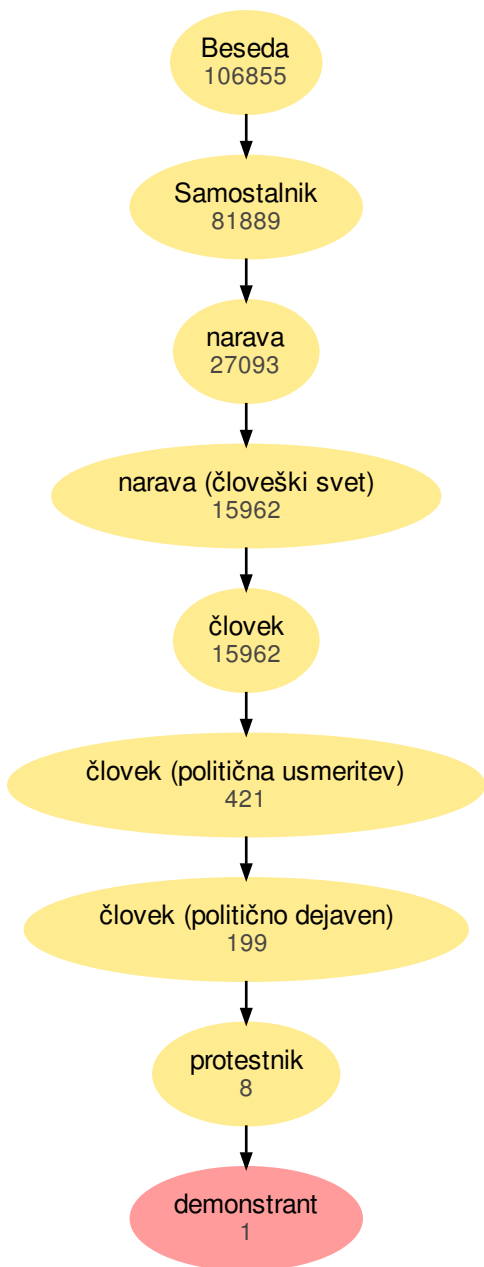 Beseda
106855
Samostalnik
81889
narava
27093
narava (človeški svet)
15962
človek
15962
človek (politična usmeritev)
421
človek (politično dejaven)
199
protestnik
8
demonstrant
1